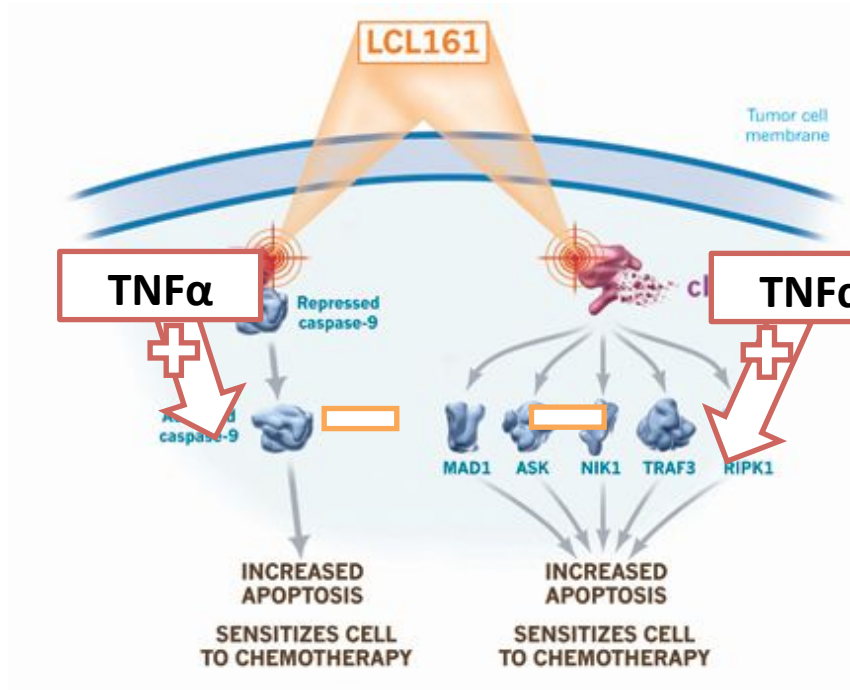 LCL161
Tumor cell
membrane
TNFα
Repressed
caspase-9
TNFα
caspase-9
MAD1 ASK NIK1 TRAF3 RIPK1
INCREASED
APOPTOSIS
SENSITIZES CELL
TO CHEMOTHERAPY
INCREASED
APOPTOSIS
SENSITIZES CELL
TO CHEMOTHERAPY